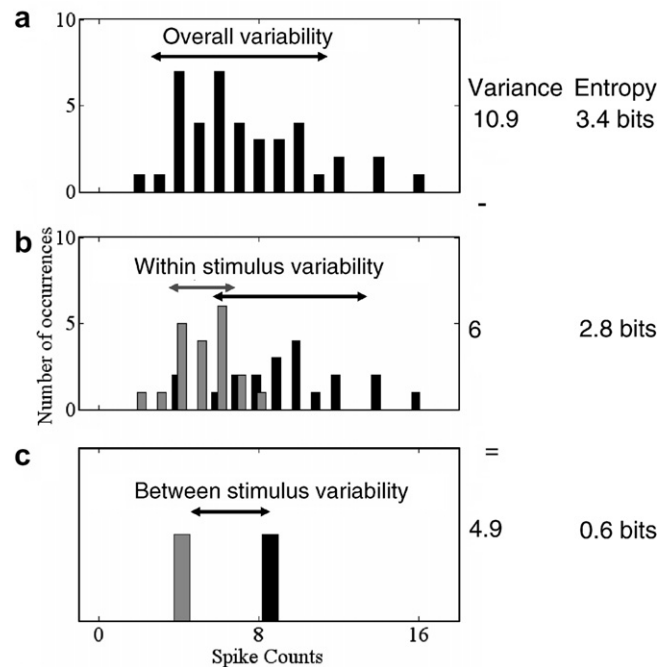 a
10
Overall variability
5
0
Variance Entropy
10.9 3.4 bits
-
b
10
Within stimulus variability
5
0
6 2.8 bits
Number of occurrences
c
=
Between stimulus variability
4.9 0.6 bits
0 8 16
Spike Counts